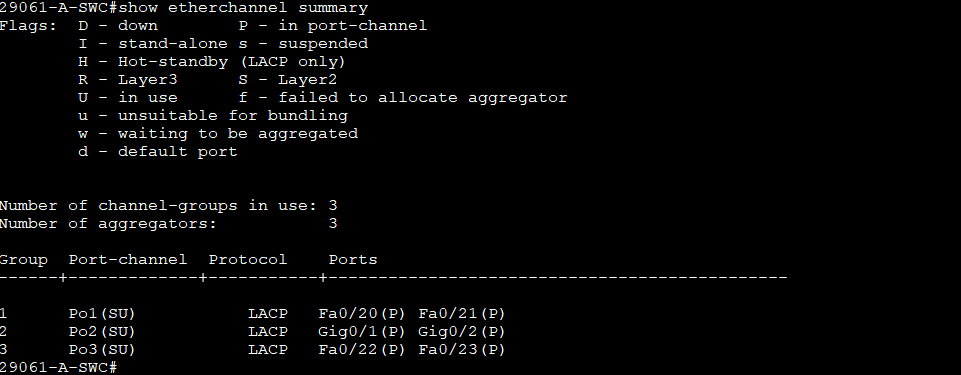 29061-A-SWC#show etherchannel summary
Flags:  D - down        P - in port-channel
        I - stand-alone s - suspended
        H - Hot-standby (LACP only)
        R - Layer3      S - Layer2
        U - in use      f - failed to allocate aggregator
        u - unsuitable for bundling
        w - waiting to be aggregated
        d - default port
Number of channel-groups in use: 3
Number of aggregators:           3
Group  Port-channel  Protocol    Ports
------+-------------+-----------+----------------------------------------------
1      Po1(SU)           LACP   Fa0/20(P) Fa0/21(P)
2      Po2(SU)           LACP   Gig0/1(P) Gig0/2(P)
3      Po3(SU)           LACP   Fa0/22(P) Fa0/23(P)
29061-A-SWC#